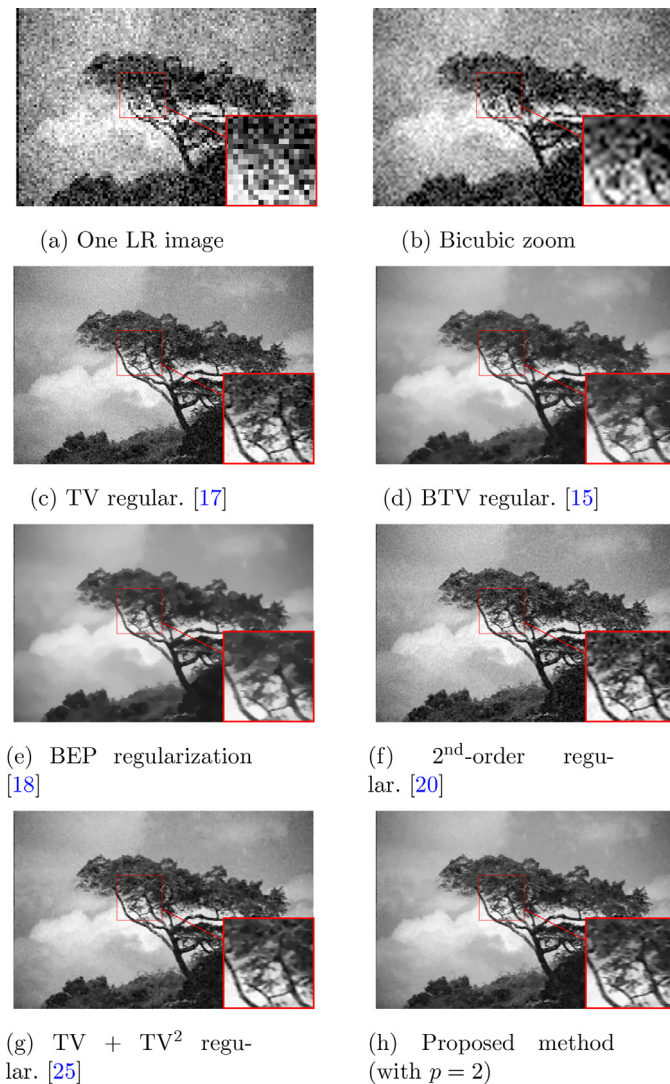 (a) One LR image
(b) Bicubic zoom
(c) TV regular. [17]
(d) BTV regular. [15]
(e) BEP regularization
[18]
(f) 2nd-order regu-
lar. [20]
(g) TV + TV² regu-
lar. [25]
(h) Proposed method
(with p = 2)